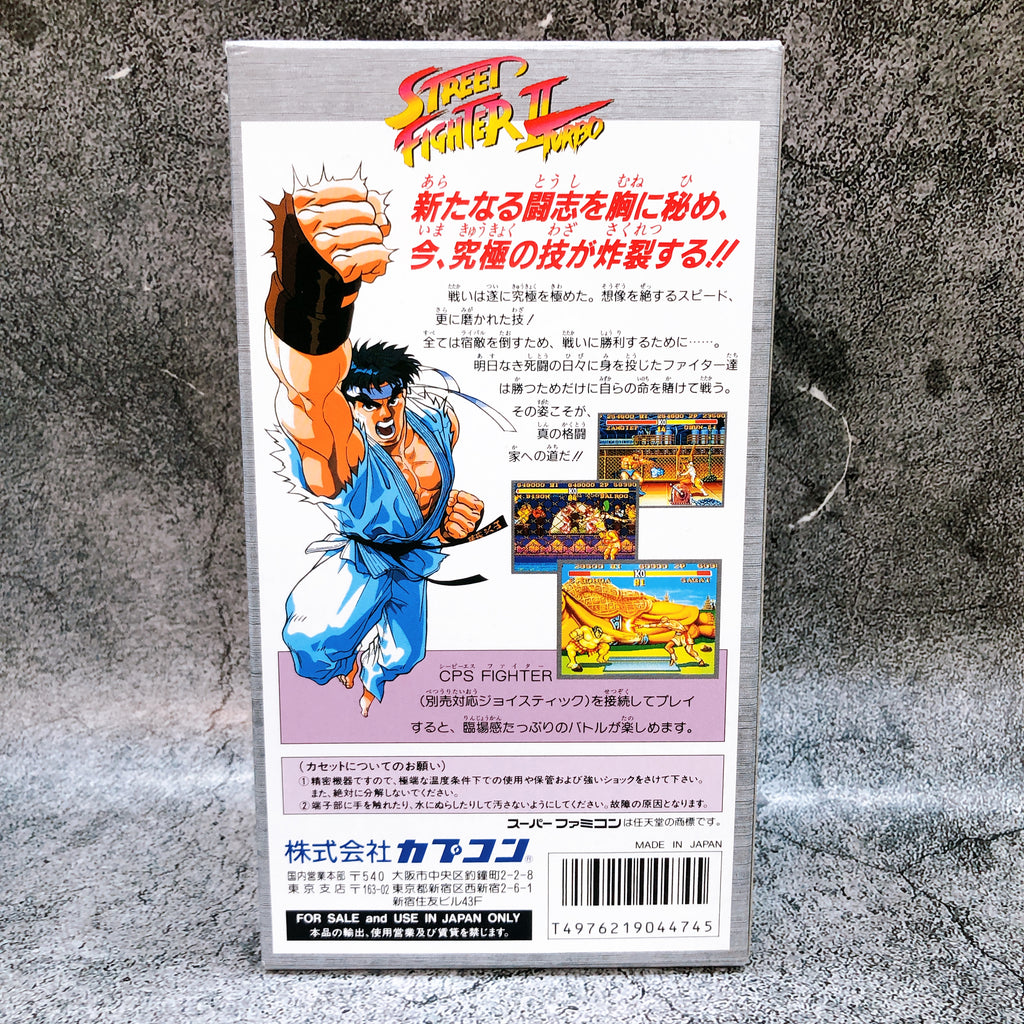 STREET
FIGHTER II
TURBO
新たなる闘志を胸に秘め、
今、究極の技が炸裂する!!
戦いは遂に究極を極めた。想像を絶するスピード、
更に磨かれた技!
全ては宿敵を倒すため、戦いに勝利するために……。
明日なき死闘の日々に身を投じたファイター達
は勝つためだけに自らの命を賭けて戦う。
その姿こそが、
真の格闘
家への道だ!!
CPS FIGHTER
(別売対応ジョイスティック)を接続してプレイ
すると、臨場感たっぷりのバトルが楽しめます。
(カセットについてのお願い)
①精密機器ですので、極端な温度条件下での使用や保管および強いショックをさけて下さい。
また、絶対に分解しないでください。
②端子部に手を触れたり、水にぬらしたりして汚さないようにしてください。故障の原因となります。
スーパーファミコンは任天堂の商標です。
株式会社カプコン®
MADE IN JAPAN
国内営業本部 〒540 大阪市中央区釣鐘町2-2-8
東京支店 〒163-02 東京都新宿区西新宿2-6-1
新宿住友ビル43F
FOR SALE and USE IN JAPAN ONLY
本品の輸出、使用営業及び賃貸を禁じます。
T4976219044745